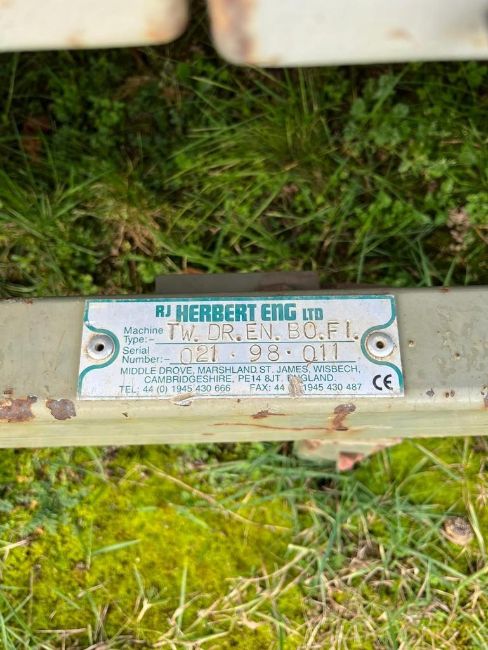 RJ HERBERT ENG LTD
Machine Type:- TW. DR. EN. BO. FI.
Serial Number:- 021 · 98 · 011
MIDDLE DROVE, MARSHLAND ST. JAMES, WISBECH,
CAMBRIDGESHIRE, PE14 8JT, ENGLAND
TEL: 44 (0) 1945 430 666 FAX: 44 1945 430 487
CE